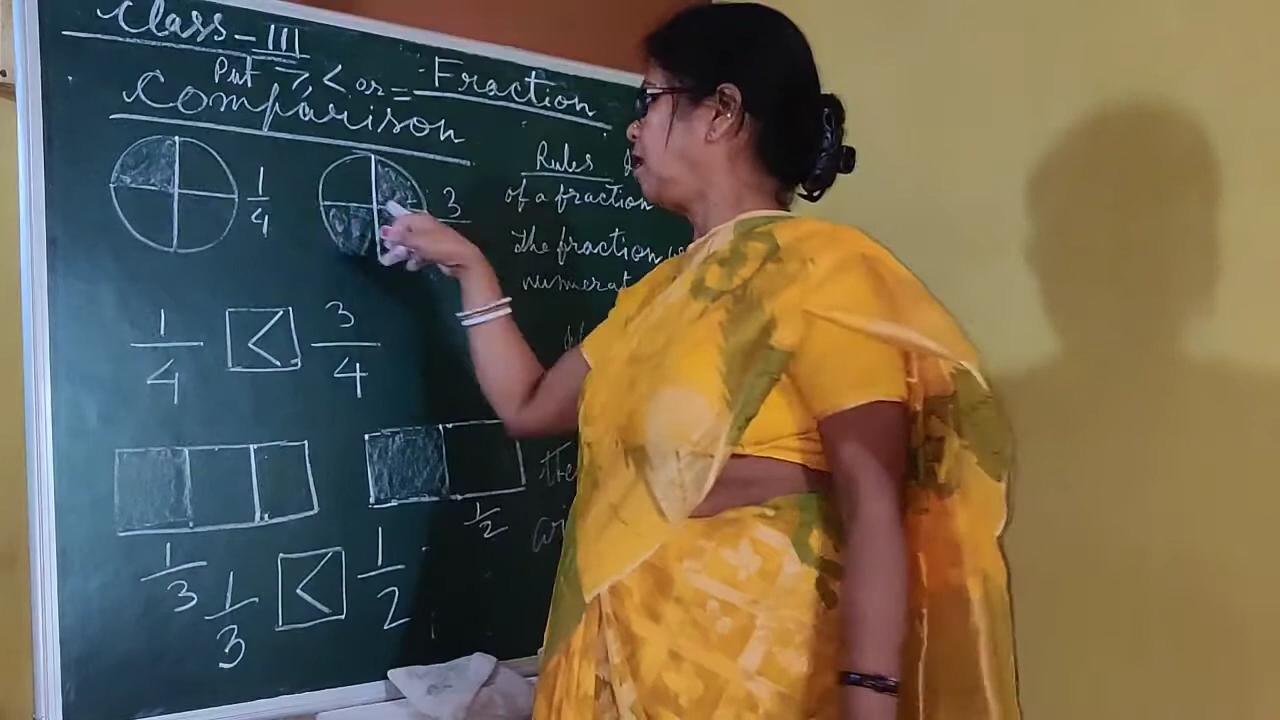 Class - III
Put > < or = Fraction
Comparison
1/4
3
1/4 < 3/4
1/3
1/2
1/3 < 1/2
Rules
of a fraction
The fraction
numerat